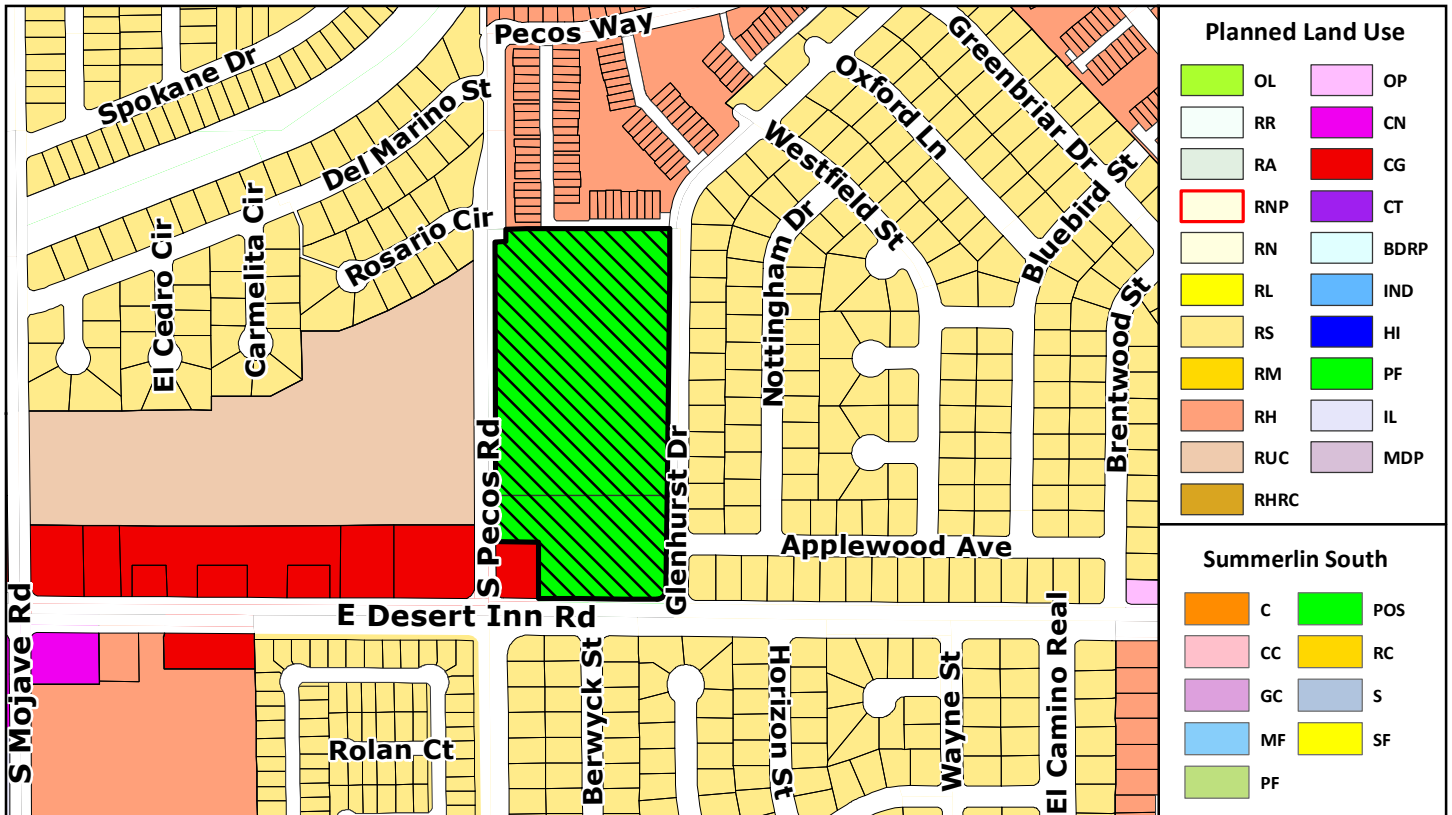 Pecos Way
Spokane Dr
Del Marino St
Rosario Cir
Carmelita Cir
El Cedro Cir
Greenbriar Dr
Oxford Ln
Westfield St
Nottingham Dr
Bluebird St
Brentwood St
S Pecos Rd
Glenhurst Dr
Applewood Ave
E Desert Inn Rd
S Mojave Rd
Rolan Ct
Berwyck St
Horizon St
Wayne St
El Camino Real
Planned Land Use
OL
RR
RA
RNP
RN
RL
RS
RM
RH
RUC
RHRC
OP
CN
CG
CT
BDRP
IND
HI
PF
IL
MDP
Summerlin South
C
CC
GC
MF
PF
POS
RC
S
SF